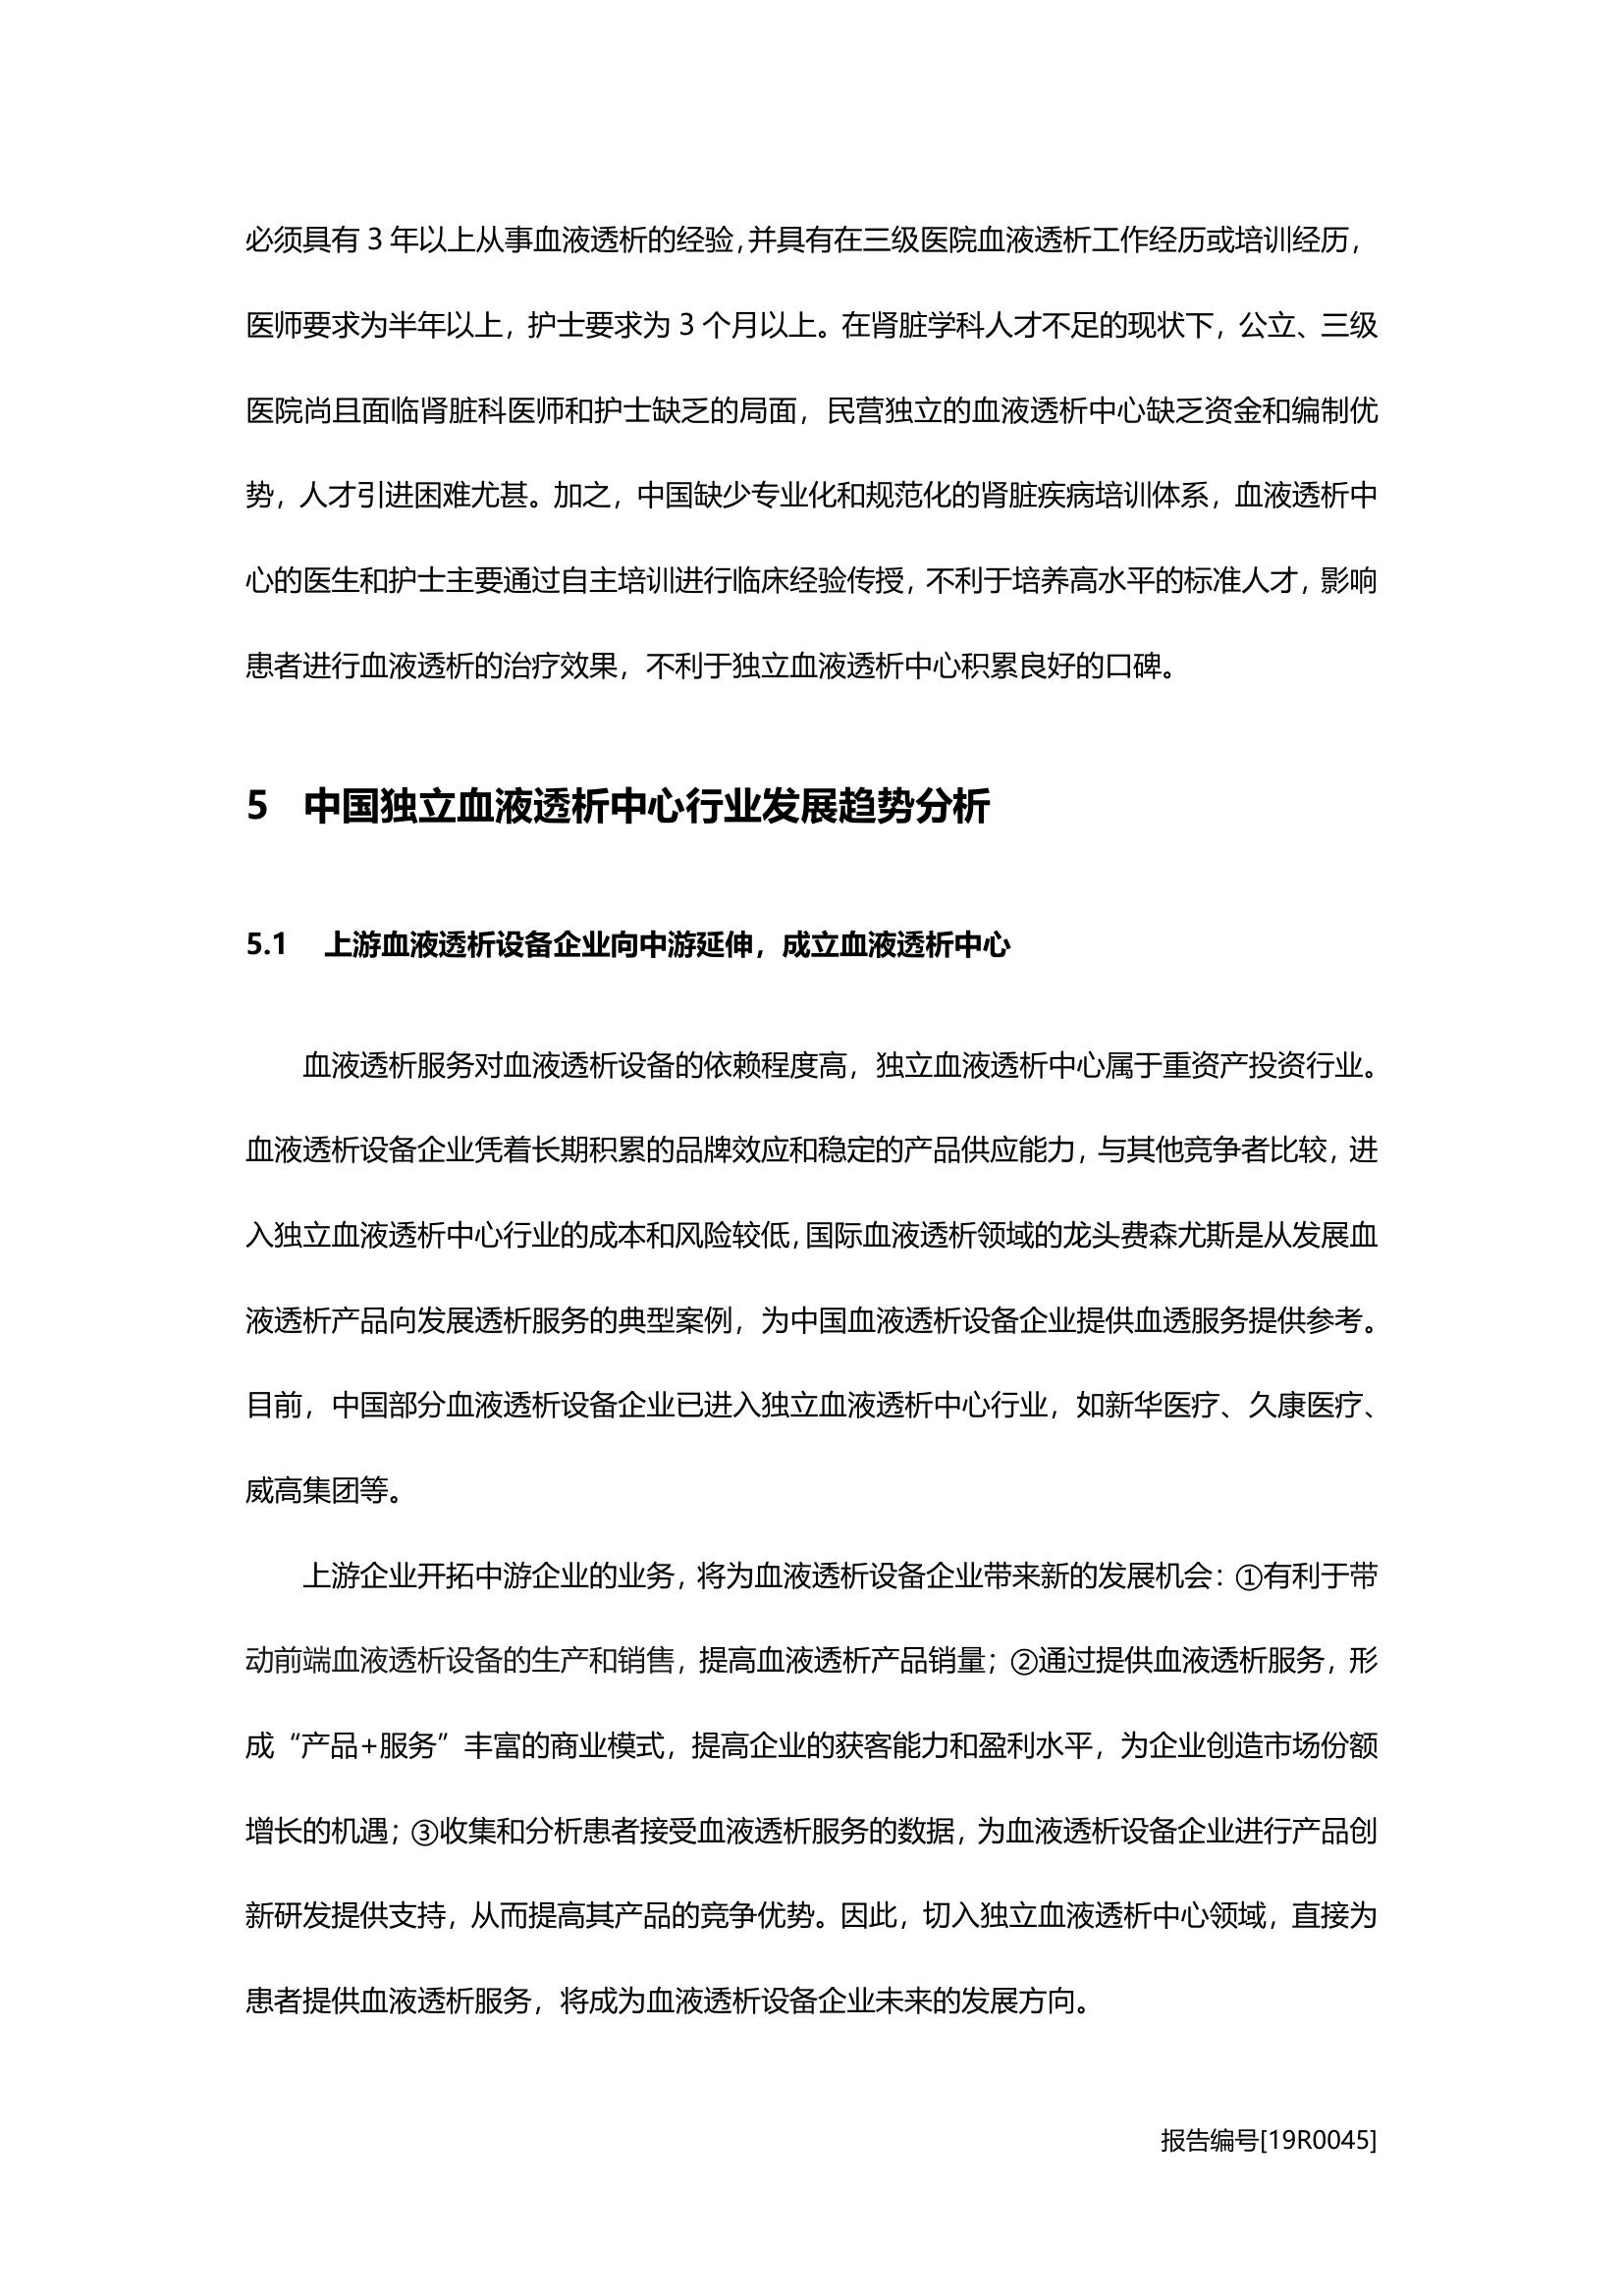 必须具有 3 年以上从事血液透析的经验，并具有在三级医院血液透析工作经历或培训经历，
医师要求为半年以上，护士要求为 3 个月以上。在肾脏学科人才不足的现状下，公立、三级
医院尚且面临肾脏科医师和护士缺乏的局面，民营独立的血液透析中心缺乏资金和编制优
势，人才引进困难尤甚。加之，中国缺少专业化和规范化的肾脏疾病培训体系，血液透析中
心的医生和护士主要通过自主培训进行临床经验传授，不利于培养高水平的标准人才，影响
患者进行血液透析的治疗效果，不利于独立血液透析中心积累良好的口碑。
5 中国独立血液透析中心行业发展趋势分析
5.1 上游血液透析设备企业向中游延伸，成立血液透析中心
血液透析服务对血液透析设备的依赖程度高，独立血液透析中心属于重资产投资行业。
血液透析设备企业凭着长期积累的品牌效应和稳定的产品供应能力，与其他竞争者比较，进
入独立血液透析中心行业的成本和风险较低，国际血液透析领域的龙头费森尤斯是从发展血
液透析产品向发展透析服务的典型案例，为中国血液透析设备企业提供血透服务提供参考。
目前，中国部分血液透析设备企业已进入独立血液透析中心行业，如新华医疗、久康医疗、
威高集团等。
上游企业开拓中游企业的业务，将为血液透析设备企业带来新的发展机会：①有利于带
动前端血液透析设备的生产和销售，提高血液透析产品销量；②通过提供血液透析服务，形
成“产品+服务”丰富的商业模式，提高企业的获客能力和盈利水平，为企业创造市场份额
增长的机遇；③收集和分析患者接受血液透析服务的数据，为血液透析设备企业进行产品创
新研发提供支持，从而提高其产品的竞争优势。因此，切入独立血液透析中心领域，直接为
患者提供血液透析服务，将成为血液透析设备企业未来的发展方向。
报告编号[19R0045]